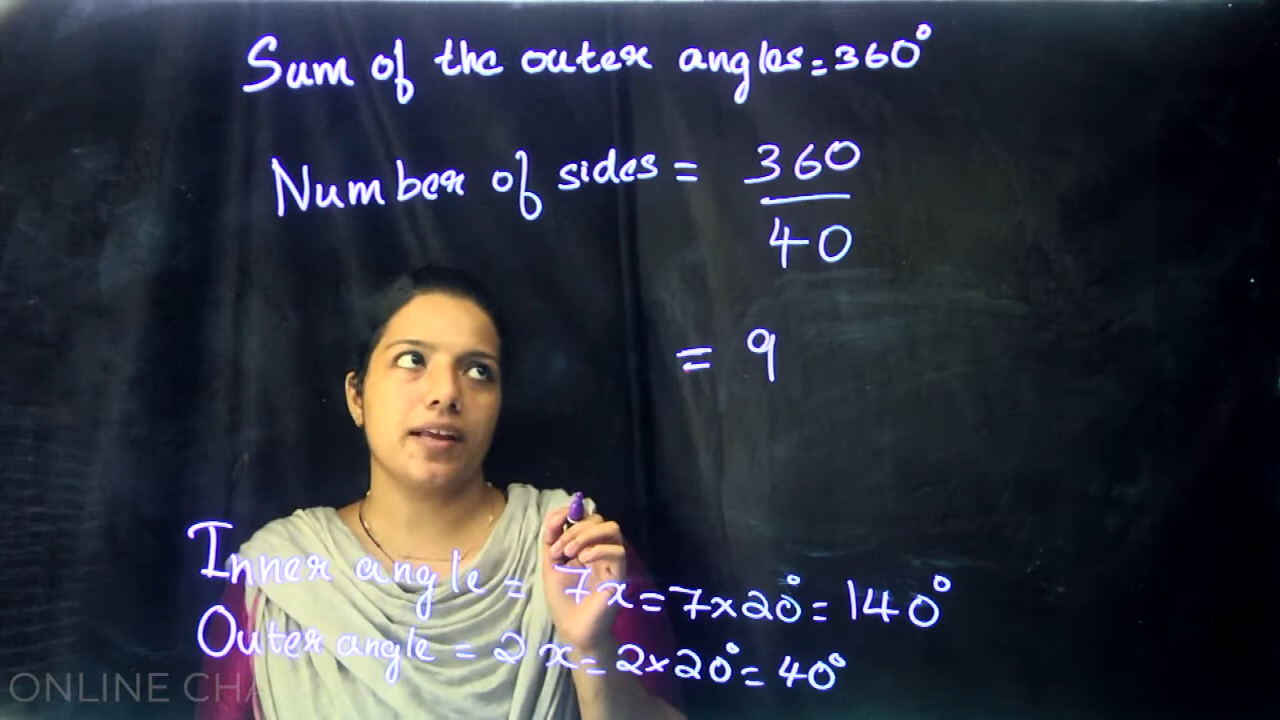 Sum of the outer angles = 360°
Number of sides = 360
40
= 9
Inner angle = 7x = 7×20° = 140°
Outer angle = 2x = 2×20° = 40°
ONLINE CHA